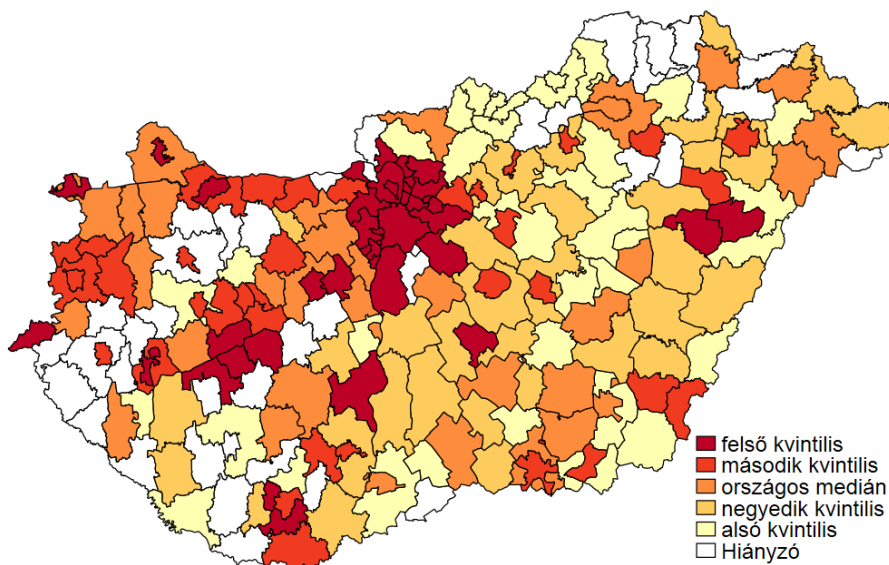 felső kvintilis
második kvintilis
országos medián
negyedik kvintilis
alsó kvintilis
Hiányzó